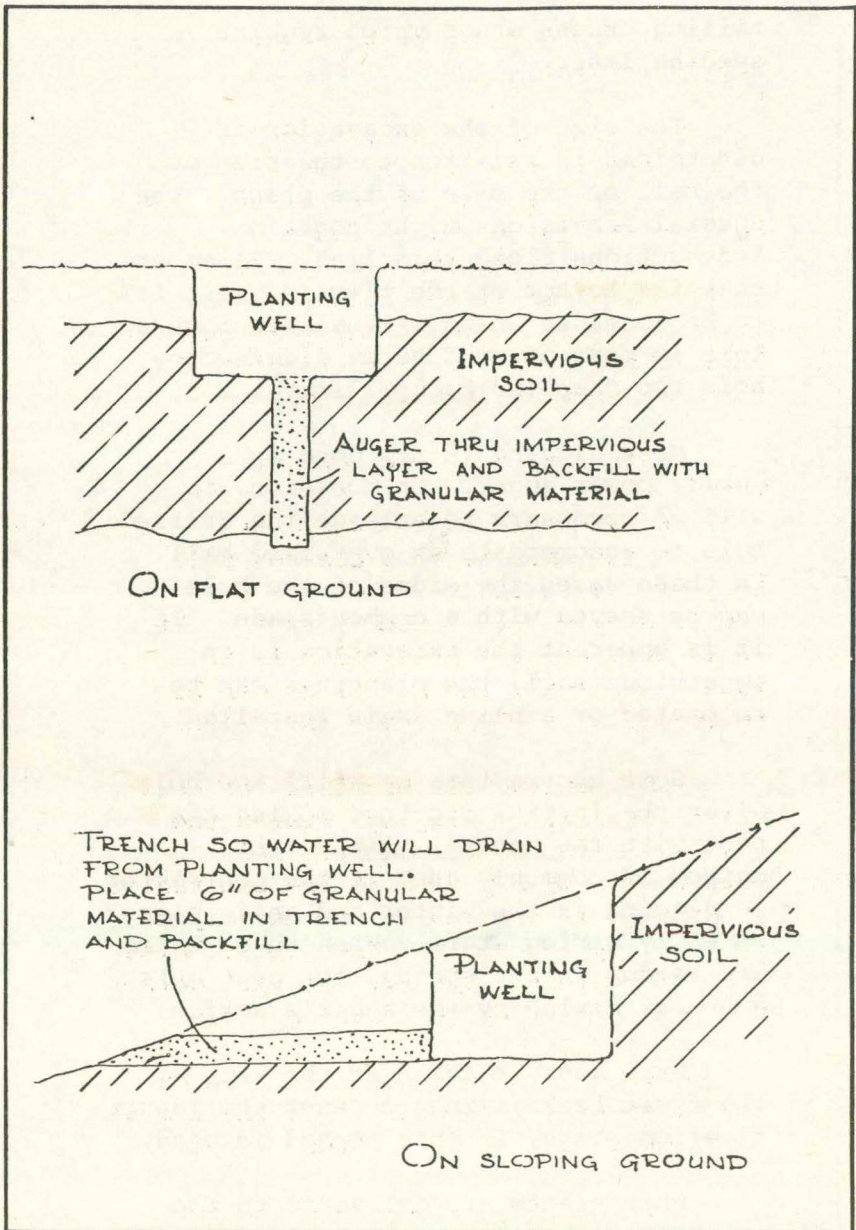 PLANTING
WELL
IMPERVIOUS
SOIL
AUGER THRU IMPERVIOUS
LAYER AND BACKFILL WITH
GRANULAR MATERIAL
ON FLAT GROUND
TRENCH SO WATER WILL DRAIN
FROM PLANTING WELL.
PLACE 6" OF GRANULAR
MATERIAL IN TRENCH
AND BACKFILL
IMPERVIOUS
SOIL
PLANTING
WELL
ON SLOPING GROUND